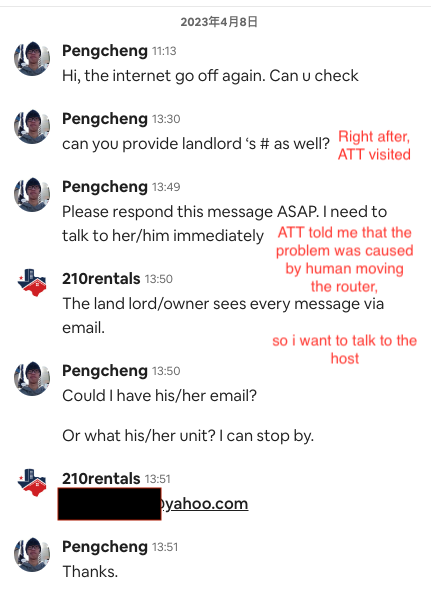 2023年4月8日
Pengcheng 11:13
Hi, the internet go off again. Can u check
Pengcheng 13:30
can you provide landlord ‘s # as well?
Right after,
ATT visited
Pengcheng 13:49
Please respond this message ASAP. I need to
talk to her/him immediately
ATT told me that the
problem was caused
by human moving
the router,
210rentals 13:50
The land lord/owner sees every message via
email.
so i want to talk to the
host
Pengcheng 13:50
Could I have his/her email?
Or what his/her unit? I can stop by.
210rentals 13:51
@yahoo.com
Pengcheng 13:51
Thanks.